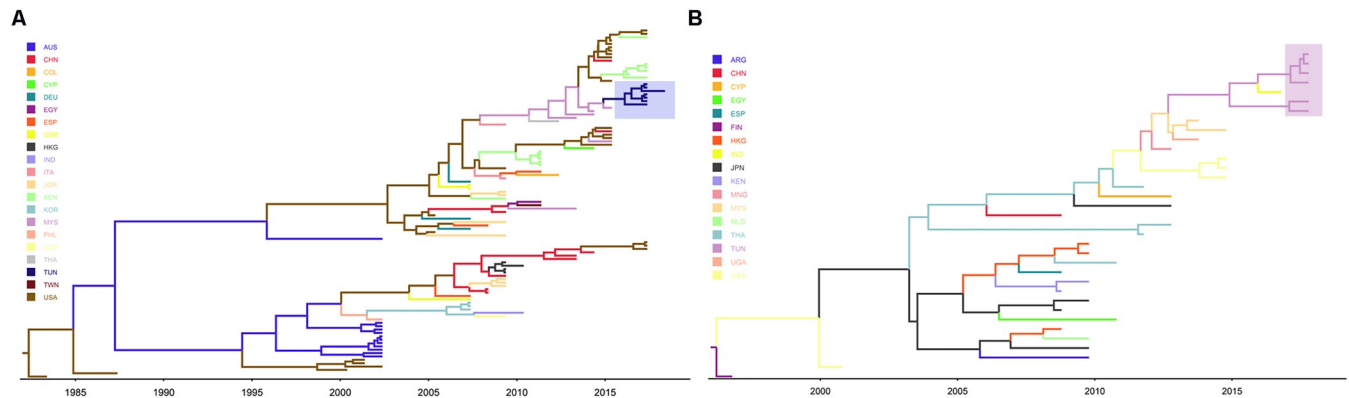 A
AUS
CHN
COL
CYP
DEU
EGY
ESP
GBR
HKG
IND
ITA
JOR
KEN
KOR
MYS
PHL
THA
TUN
TWN
USA
1985 1990 1995 2000 2005 2010 2015
B
ARG
CHN
CYP
EGY
ESP
FIN
HKG
IND
JPN
KEN
MNG
MYS
NLD
THA
TUN
UGA
USA
2000 2005 2010 2015